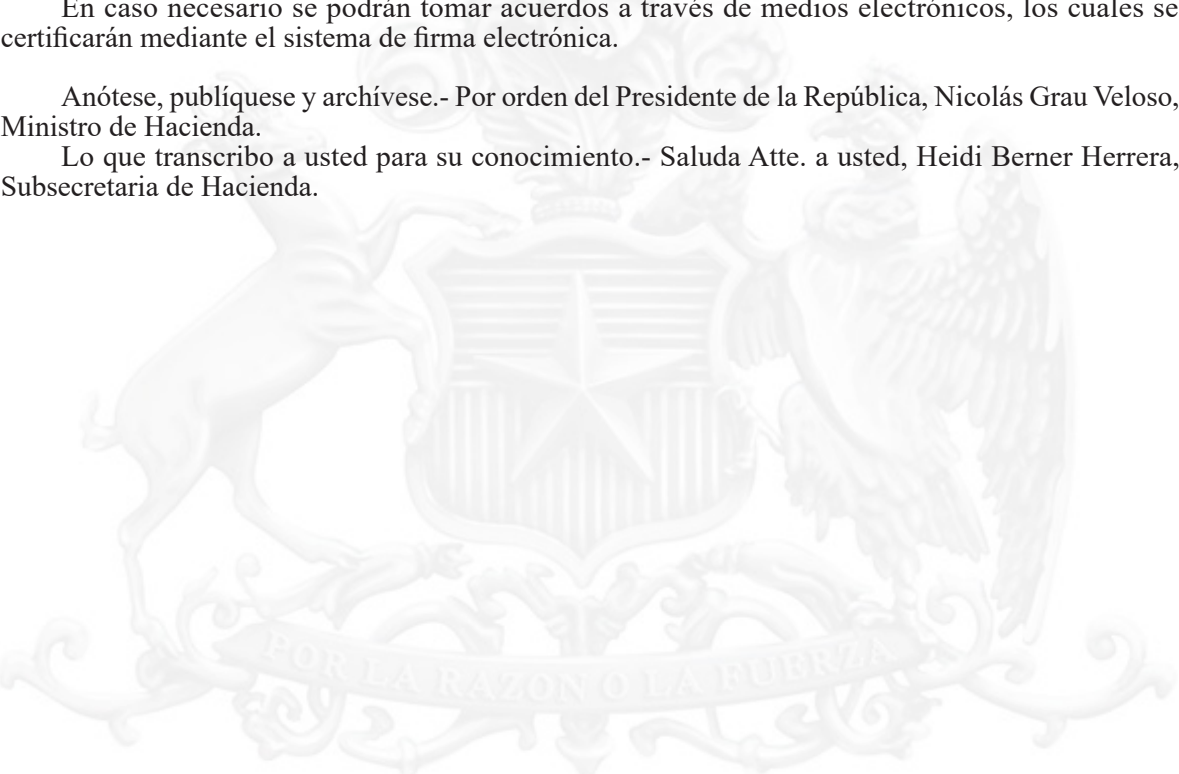 En caso necesario se podrán tomar acuerdos a través de medios electrónicos, los cuales se
certificarán mediante el sistema de firma electrónica.
Anótese, publíquese y archívese.- Por orden del Presidente de la República, Nicolás Grau Veloso,
Ministro de Hacienda.
Lo que transcribo a usted para su conocimiento.- Saluda Atte. a usted, Heidi Berner Herrera,
Subsecretaria de Hacienda.
POR LA RAZON O LA FUERZA